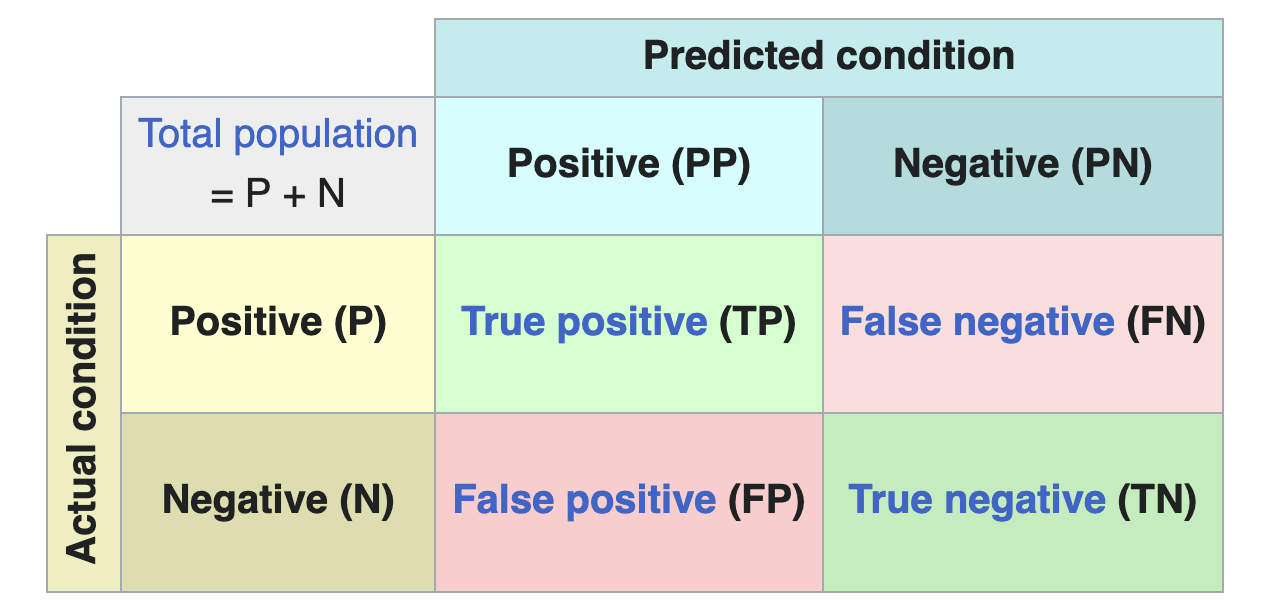 Predicted condition
Total population
= P + N
Positive (PP)
Negative (PN)
Actual condition
Positive (P)
True positive (TP)
False negative (FN)
Negative (N)
False positive (FP)
True negative (TN)